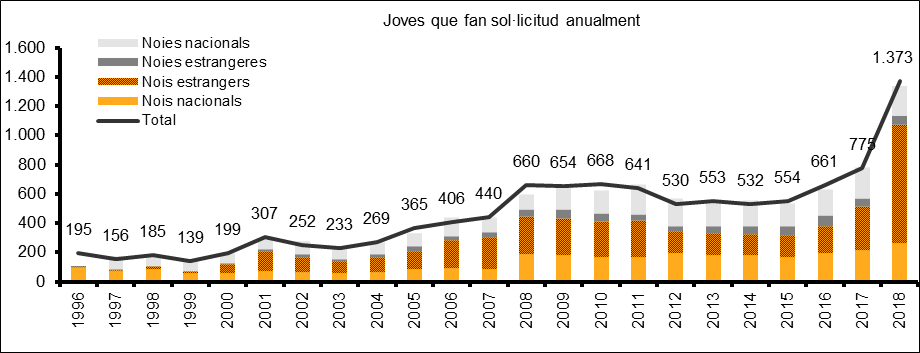 Joves que fan sol·licitud anualment
Noies nacionals
Noies estrangeres
Nois estrangers
Nois nacionals
Total
1.600
1.400
1.200
1.000
800
600
400
200
0
195 156 185 139 199 307 252 233 269 365 406 440 660 654 668 641 530 553 532 554 661 775 1.373
1996 1997 1998 1999 2000 2001 2002 2003 2004 2005 2006 2007 2008 2009 2010 2011 2012 2013 2014 2015 2016 2017 2018